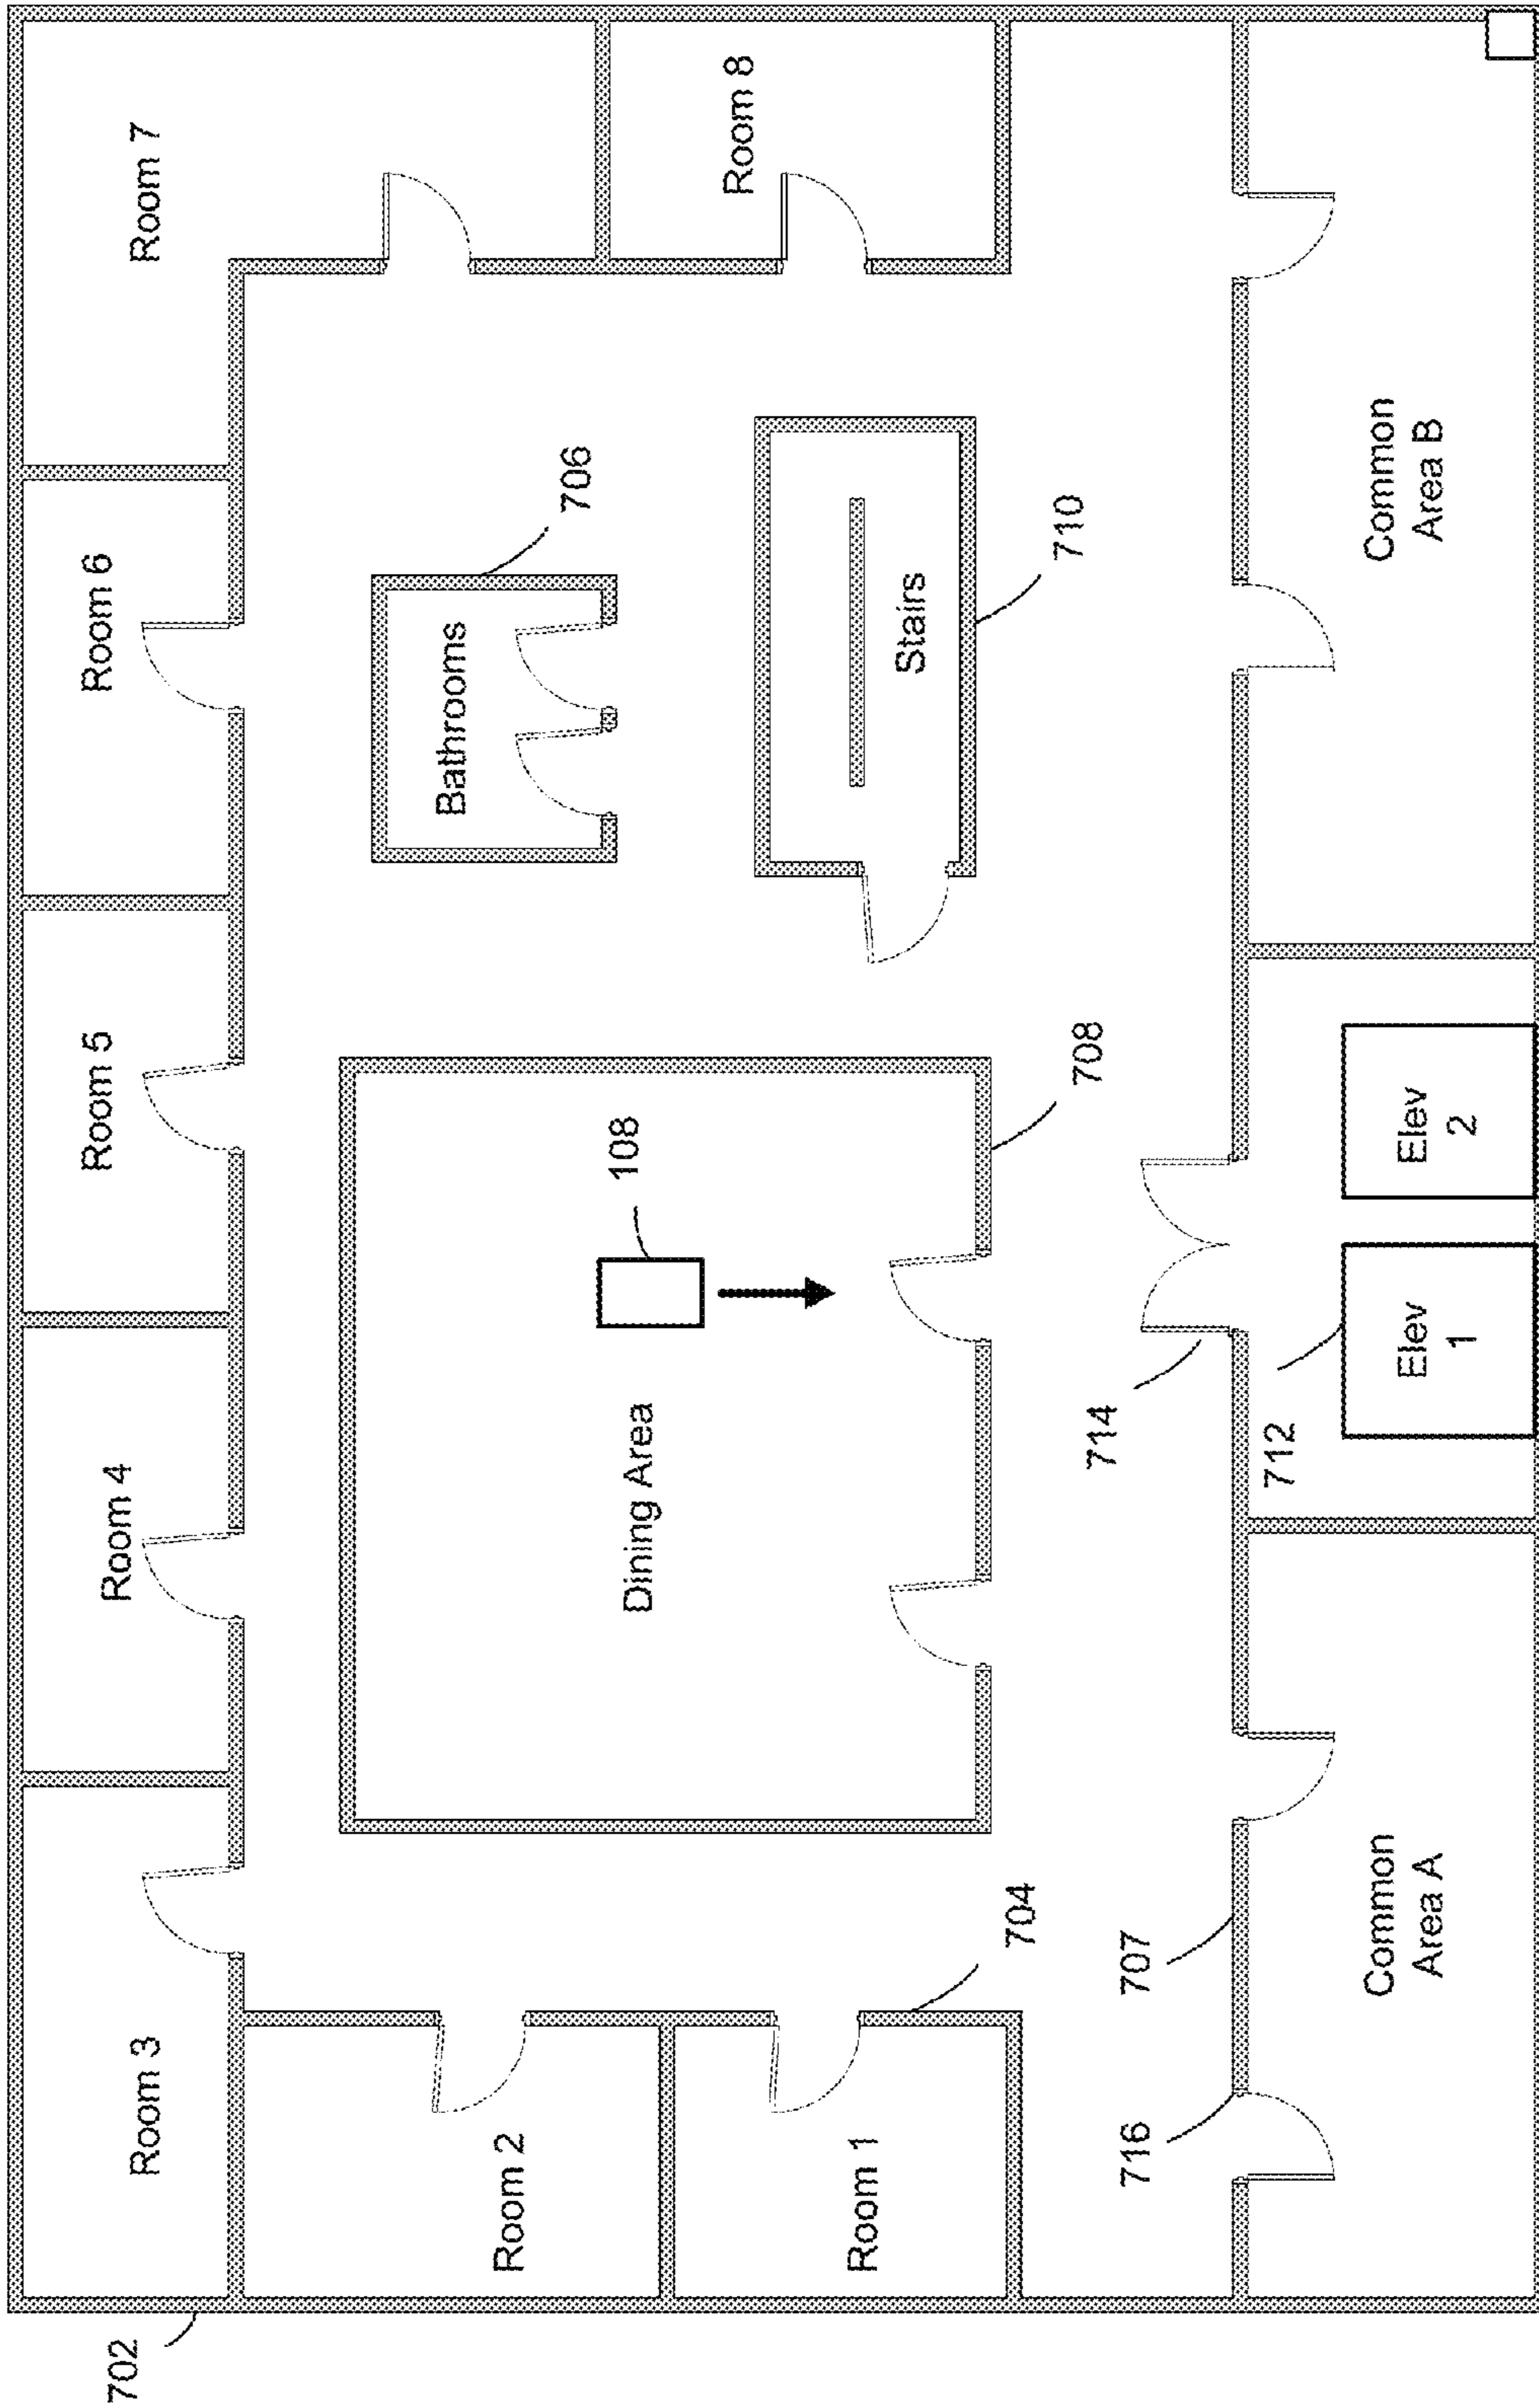 702
Room 3
Room 4
Room 5
Room 6
Room 7
Room 2
Bathrooms
706
Dining Area
108
Room 8
Room 1
Stairs
704
708
710
716
707
714
712
Common
Area A
Elev
1
Elev
2
Common
Area B